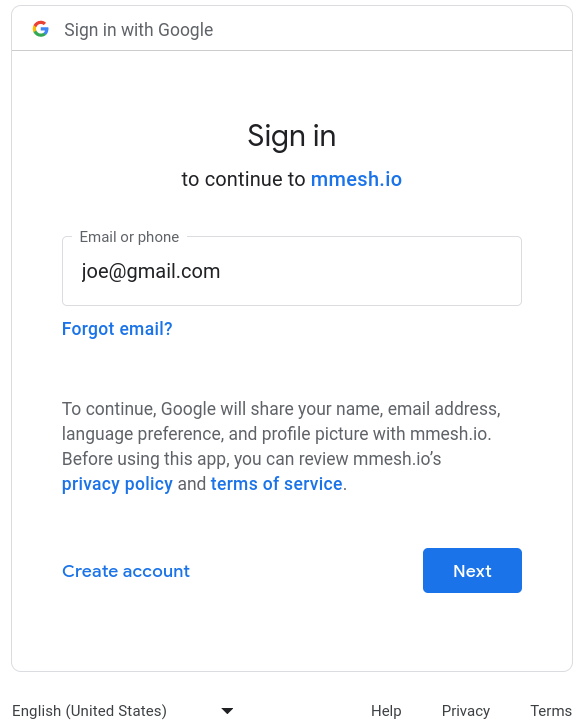 Sign in with Google
Sign in
to continue to mmesh.io
Email or phone
joe@gmail.com
Forgot email?
To continue, Google will share your name, email address,
language preference, and profile picture with mmesh.io.
Before using this app, you can review mmesh.io’s
privacy policy and terms of service.
Create account
Next
English (United States)
Help
Privacy
Terms